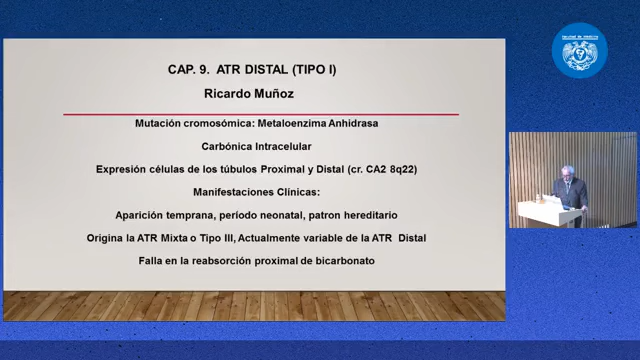 CAP. 9. ATR DISTAL (TIPO I)
Ricardo Muñoz
Mutación cromosómica: Metaloenzima Anhidrasa
Carbónica Intracelular
Expresión células de los túbulos Proximal y Distal (cr. CA2 8q22)
Manifestaciones Clinicas:
Aparición temprana, período neonatal, patron hereditario
Origina la ATR Mixta o Tipo III, Actualmente variable de la ATR Distal
Falla en la reabsorción proximal de bicarbonato